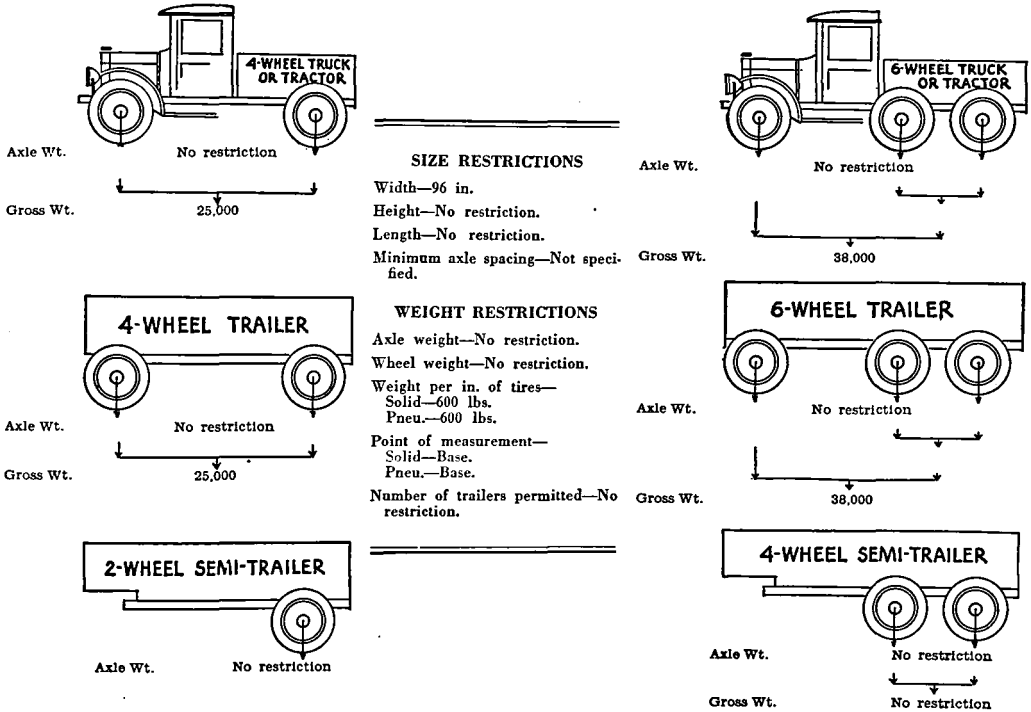 4-WHEEL TRUCK
OR TRACTOR
Axle Wt.
No restriction
Gross Wt.
25,000
4-WHEEL TRAILER
Axle Wt.
No restriction
Gross Wt.
25,000
2-WHEEL SEMI-TRAILER
Axle Wt.
No restriction
SIZE RESTRICTIONS
Width—96 in.
Height—No restriction.
Length—No restriction.
Minimum axle spacing—Not speci-
fied.
WEIGHT RESTRICTIONS
Axle weight—No restriction.
Wheel weight—No restriction.
Weight per in. of tires—
Solid—600 lbs.
Pneu.—600 lbs.
Point of measurement—
Solid—Base.
Pneu.—Base.
Number of trailers permitted—No
restriction.
6-WHEEL TRUCK
OR TRACTOR
Axle Wt.
No restriction
Gross Wt.
38,000
6-WHEEL TRAILER
Axle Wt.
No restriction
Gross Wt.
38,000
4-WHEEL SEMI-TRAILER
Axle Wt.
No restriction
Gross Wt.
No restriction